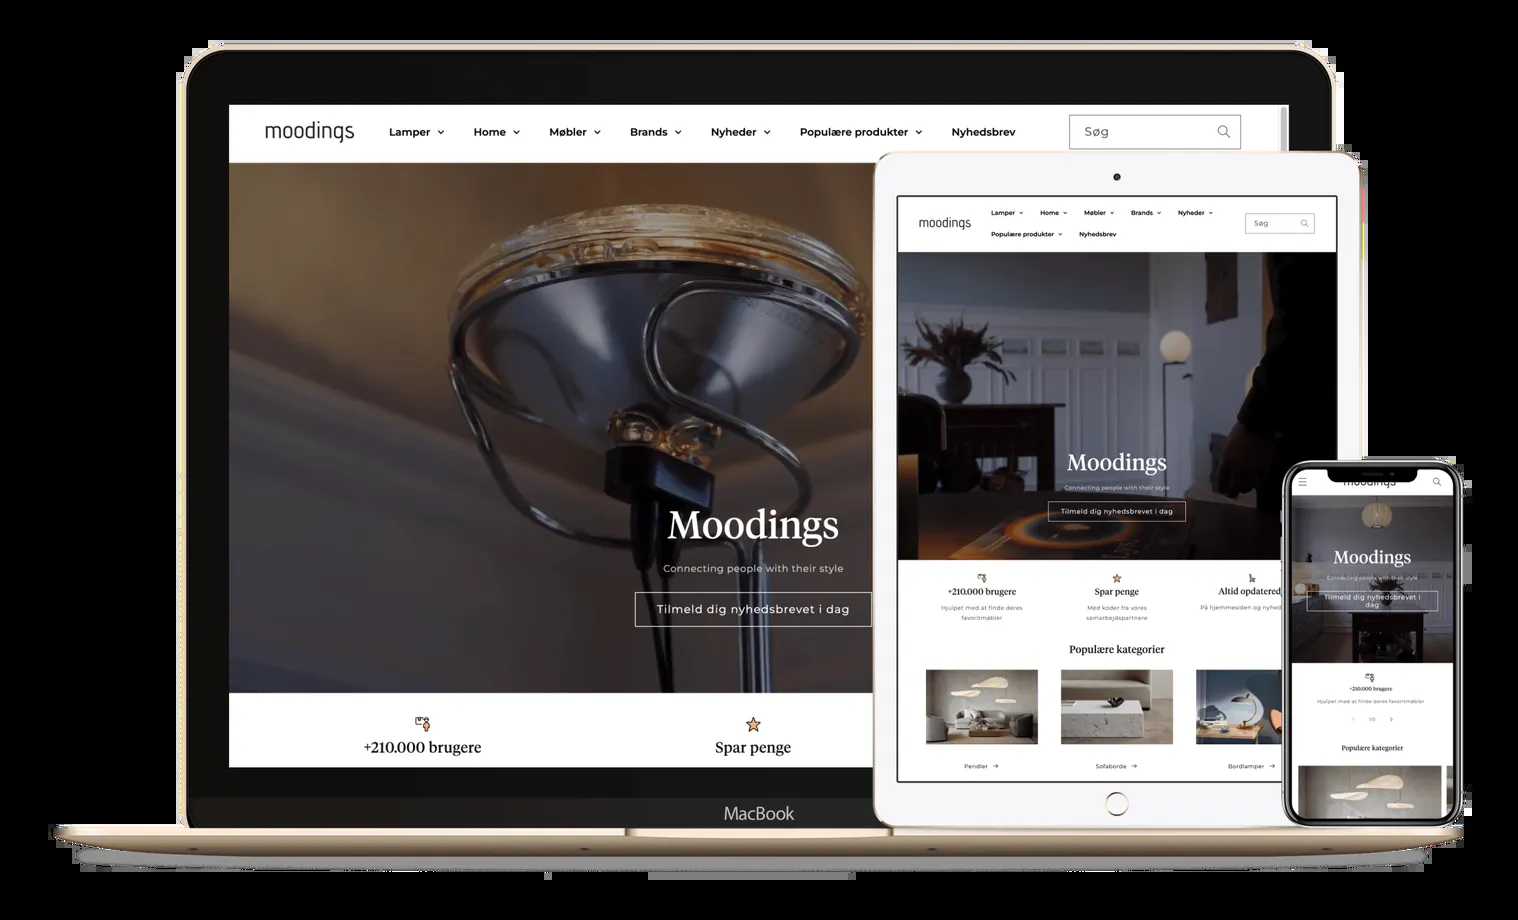 moodings
Lamper
Home
Møbler
Brands
Nyheder
Populære produkter
Nyhedsbrev
Søg
Moodings
Connecting people with their style
Tilmeld dig nyhedsbrevet i dag
+210.000 brugere
Spar penge
MacBook
moodings
Lamper
Home
Møbler
Brands
Nyheder
Populære produkter
Nyhedsbrev
Søg
Moodings
Connecting people with their style
Tilmeld dig nyhedsbrevet i dag
+210.000 brugere
Hjulpet med at finde deres
favoritmøbler
Spar penge
Med koder fra vores
samarbejdspartnere
Altid opdatered
På hjemmesiden og nyhed
Populære kategorier
Pendler
Sofaborde
Bordlamper
moodings
Moodings
Connecting people with their style
Tilmeld dig nyhedsbrevet i
dag
+210.000 brugere
Hjulpet med at finde deres favoritmøbler
1/3
Populære kategorier